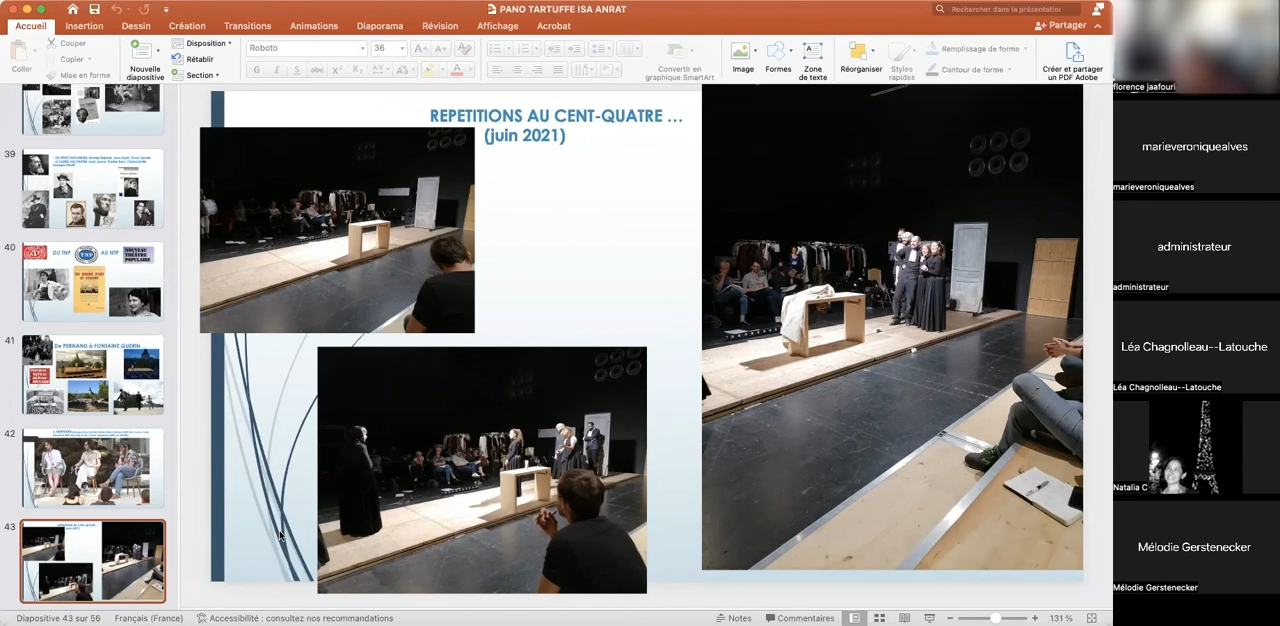 PANO TARTUFFE ISA ANRAT
Rechercher dans la présentation
Accueil
Insertion
Dessin
Création
Transitions
Animations
Diaporama
Révision
Affichage
Acrobat
Partager
Coller
Couper
Copier
Mise en forme
Nouvelle
diapositive
Disposition
Rétablir
Section
Roboto
36
Convertir en
graphique SmartArt
Image
Formes
Zone
de texte
Réorganiser
Styles
rapides
Remplissage de forme
Contour de forme
Créer et partager
un PDF Adobe
39
40
DU TNP
AU NTP
NOUVEAU
THÉÂTRE
POPULAIRE
41
De PERNAND à FONTAINE GUERIN ...
42
43
REPETITIONS AU CENT-QUATRE …
(juin 2021)
florence jaafouri
marieveroniquealves
marieveroniquealves
administrateur
administrateur
Léa Chagnolleau--Latouche
Léa Chagnolleau--Latouche
Natalia C
Mélodie Gerstenecker
Mélodie Gerstenecker
Diapositive 43 sur 56
Français (France)
Accessibilité : consultez nos recommandations
Notes
Commentaires
131 %